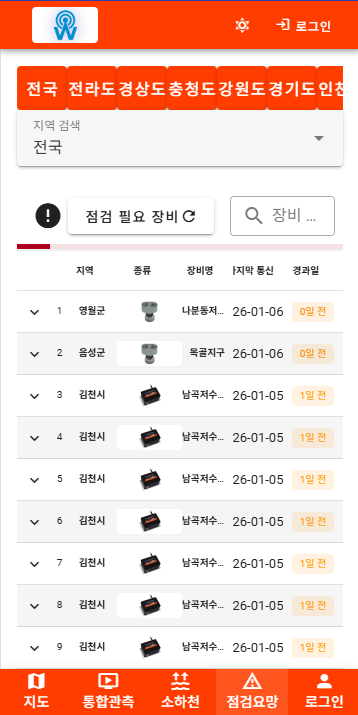 로그인
전국 전라도 경상도 충청도 강원도 경기도 인천
지역 검색
전국
점검 필요 장비
장비 ...
지역 종류 장비명 마지막 통신 경과일
1 영월군 나분동저... 26-01-06 0일 전
2 음성군 목골지구 26-01-06 0일 전
3 김천시 남곡저수... 26-01-05 1일 전
4 김천시 남곡저수... 26-01-05 1일 전
5 김천시 남곡저수... 26-01-05 1일 전
6 김천시 남곡저수... 26-01-05 1일 전
7 김천시 남곡저수... 26-01-05 1일 전
8 김천시 남곡저수... 26-01-05 1일 전
9 김천시 남곡저수... 26-01-05 1일 전
지도 통합관측 소하천 점검요망 로그인